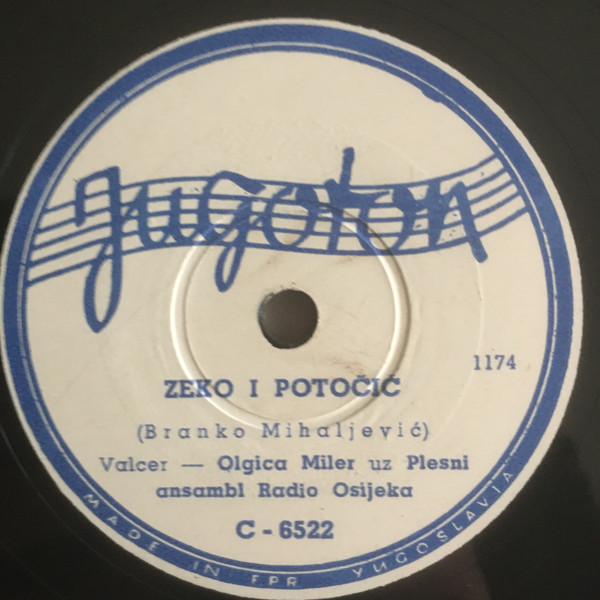 Jugoton
1174
ZEKO I POTOČIĆ
(Branko Mihaljević)
Valcer — Olgica Miler uz Plesni
ansambl Radio Osijeka
C - 6522
MADE IN FPR YUGOSLAVIA